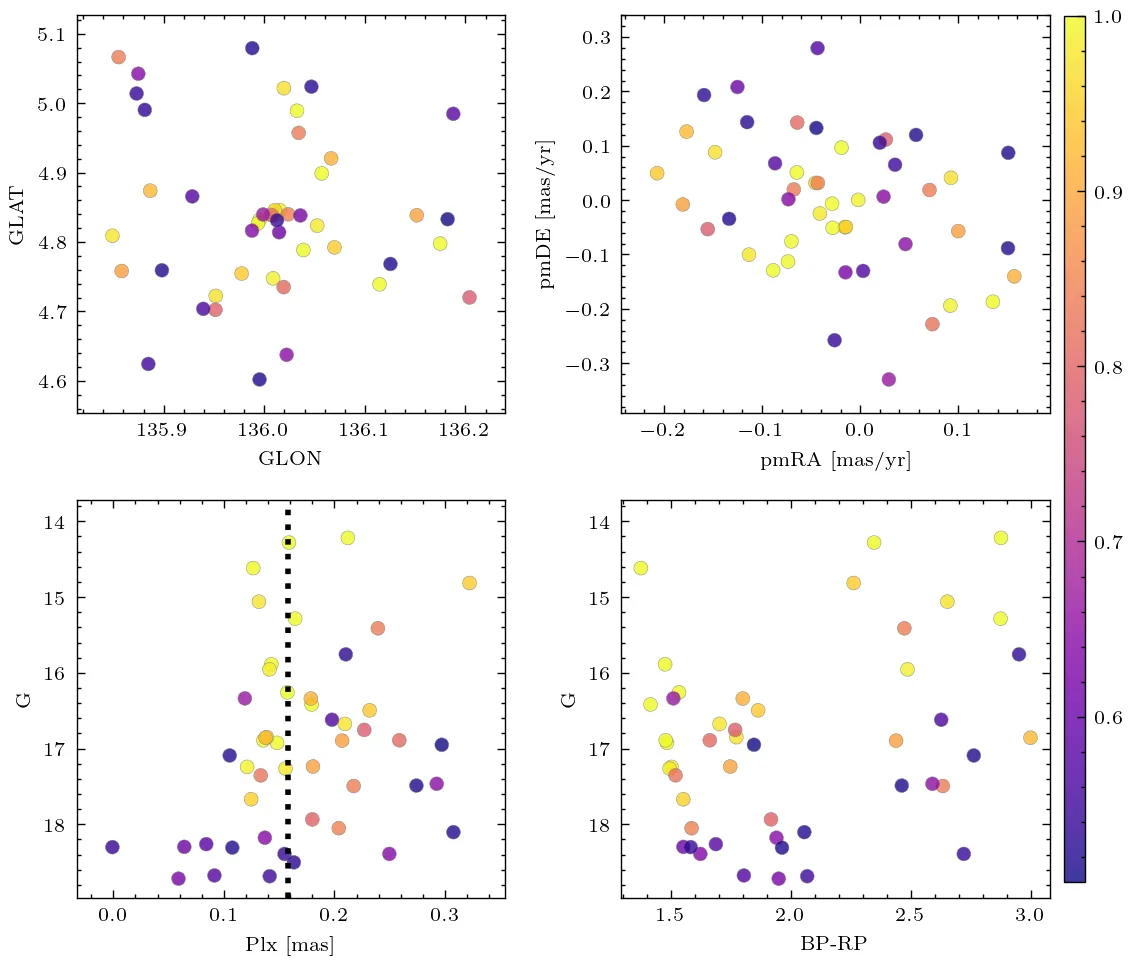 5.1
5.0
4.9
4.8
4.7
4.6
GLAT
135.9 136.0 136.1 136.2
GLON
0.3
0.2
0.1
0.0
−0.1
−0.2
−0.3
pmDE [mas/yr]
−0.2 −0.1 0.0 0.1
pmRA [mas/yr]
14
15
16
17
18
G
0.0 0.1 0.2 0.3
Plx [mas]
14
15
16
17
18
G
1.5 2.0 2.5 3.0
BP-RP
1.0
0.9
0.8
0.7
0.6